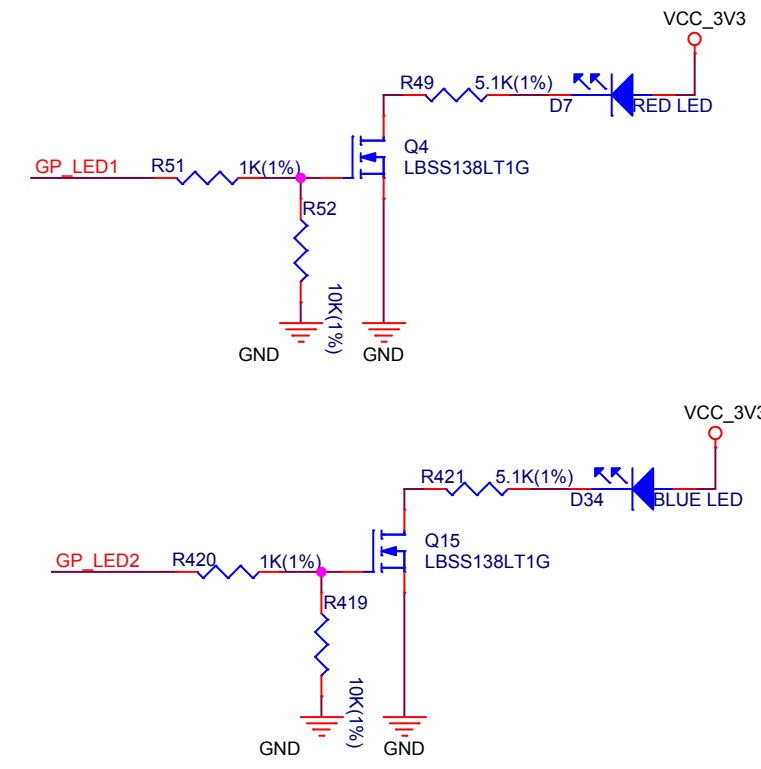 VCC_3V3
R49 5.1K(1%)
D7 RED LED
Q4
LBSS138LT1G
GP_LED1 R51 1K(1%)
R52
10K(1%)
GND GND
VCC_3V3
R421 5.1K(1%)
D34 BLUE LED
Q15
LBSS138LT1G
GP_LED2 R420 1K(1%)
R419
10K(1%)
GND GND